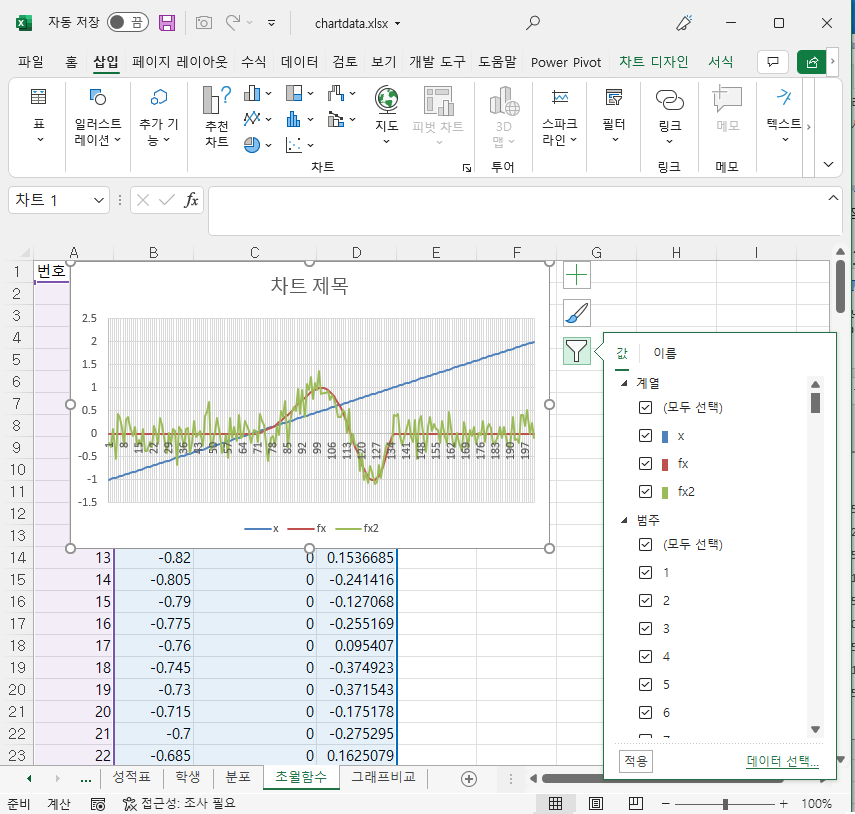 자동 저장 끔 chartdata.xlsx
파일 홈 삽입 페이지 레이아웃 수식 데이터 검토 보기 개발 도구 도움말 Power Pivot 차트 디자인 서식
표 일러스트레이션 추가 기능 추천 차트 지도 피벗 차트 3D 맵 스파크라인 필터 링크 메모 텍스트
차트 투어 링크 메모
차트 1 fx
A B C D E F G H I
1 번호
2
3
4
5
6
7
8
9
10
11
12
13
차트 제목
2.5
2
1.5
1
0.5
0
-0.5
-1
-1.5
1 8 15 22 29 36 43 50 57 64 71 78 85 92 99 106 113 120 127 134 141 148 155 162 169 176 183 190 197
x fx fx2
값 이름
계열
(모두 선택)
x
fx
fx2
범주
(모두 선택)
1
2
3
4
5
6
적용 데이터 선택...
14 13 -0.82 0 0.1536685
15 14 -0.805 0 -0.241416
16 15 -0.79 0 -0.127068
17 16 -0.775 0 -0.255169
18 17 -0.76 0 0.095407
19 18 -0.745 0 -0.374923
20 19 -0.73 0 -0.371543
21 20 -0.715 0 -0.175178
22 21 -0.7 0 -0.275295
23 22 -0.685 0 0.1625079
... 성적표 학생 분포 초월함수 그래프비교
준비 계산 접근성: 조사 필요 100%